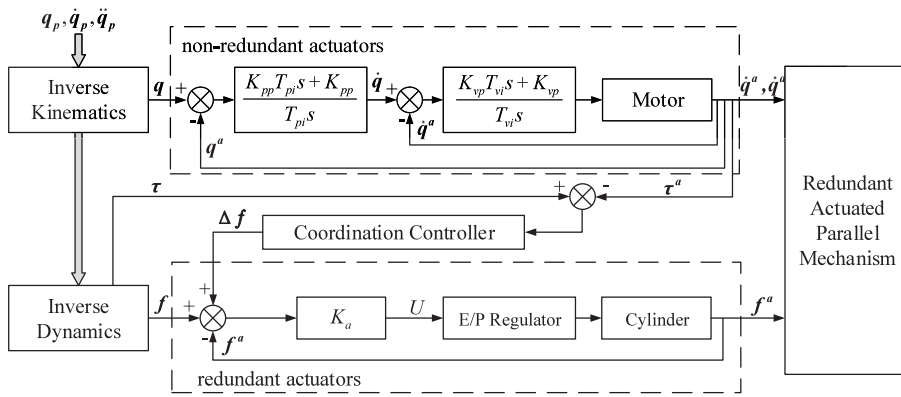 q_p, q̇_p, q̈_p
non-redundant actuators
Inverse
Kinematics
q
+
-
K_pp T_pi s + K_pp
T_pi s
q̇
+
-
K_vp T_vi s + K_vp
T_vi s
Motor
q̇^a, q̇^a
q^a
q̇^a
τ
+
-
τ^a
Δf
Coordination Controller
Redundant
Actuated
Parallel
Mechanism
Inverse
Dynamics
f
+
+
-
K_a
U
E/P Regulator
Cylinder
f^a
f^a
redundant actuators